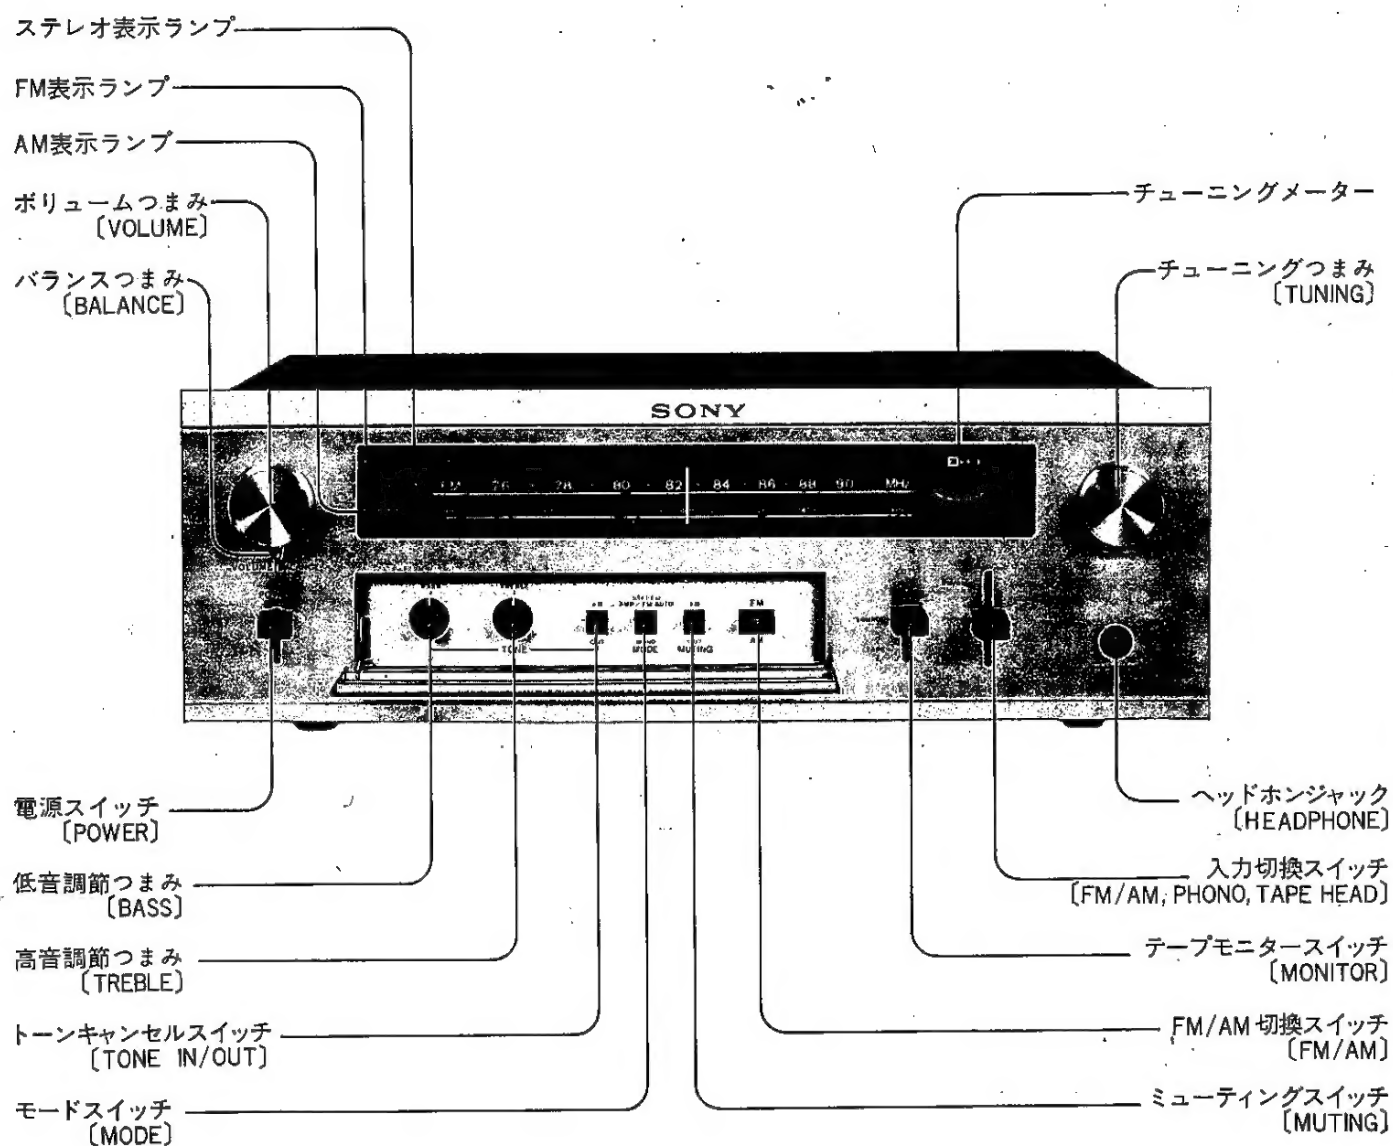 ステレオ表示ランプ
FM表示ランプ
AM表示ランプ
ボリュームつまみ
〔VOLUME〕
バランスつまみ
〔BALANCE〕
チューニングメーター
チューニングつまみ
〔TUNING〕
SONY
FM 76 · 78 · 80 · 82 · 84 · 86 · 88 90 MHz
VOLUME
FM
TONE
MODE
MUTING
AM
電源スイッチ
〔POWER〕
低音調節つまみ
〔BASS〕
高音調節つまみ
〔TREBLE〕
トーンキャンセルスイッチ
〔TONE IN/OUT〕
モードスイッチ
〔MODE〕
ヘッドホンジャック
〔HEADPHONE〕
入力切換スイッチ
〔FM/AM, PHONO, TAPE HEAD〕
テープモニタースイッチ
〔MONITOR〕
FM/AM 切換スイッチ
〔FM/AM〕
ミューティングスイッチ
〔MUTING〕